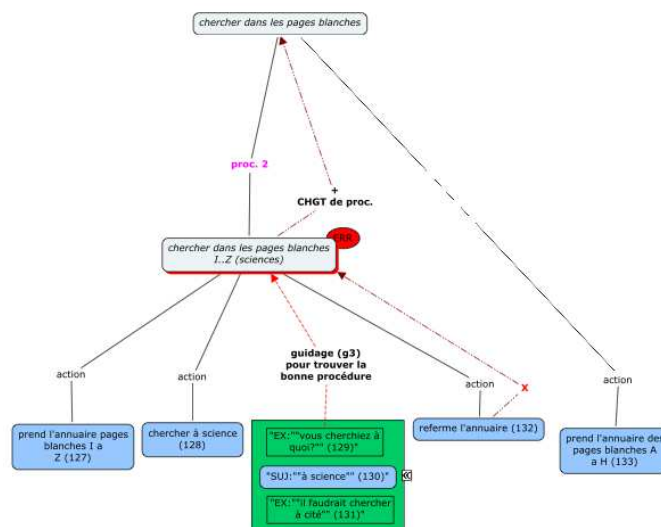 chercher dans les pages blanches
proc. 2
+
CHGT de proc.
ERR
chercher dans les pages blanches
I..Z (sciences)
action
action
guidage (g3)
pour trouver la
bonne procédure
action
X
action
prend l'annuaire pages
blanches I a
Z (127)
chercher à science
(128)
"EX:""vous cherchiez à
quoi?"" (129)"
"SUJ:""à science"" (130)"
"EX:""il faudrait chercher
à cité"" (131)"
referme l'annuaire (132)
prend l'annuaire des
pages blanches A
a H (133)